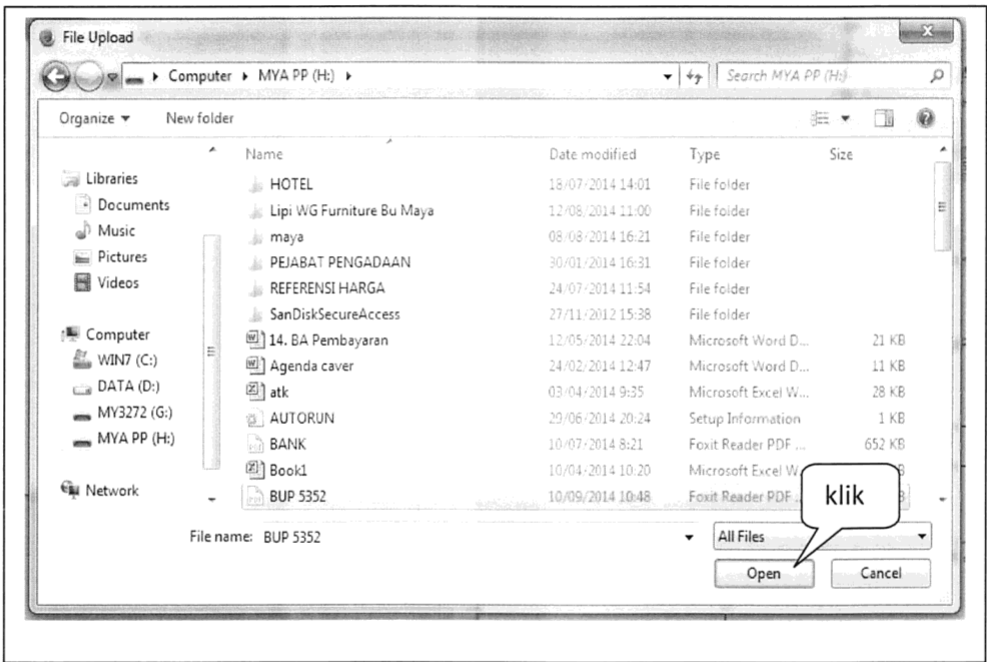 File Upload
Computer ▸ MYA PP (H:) ▸
Search MYA PP (H:)
Organize ▾ New folder
Name Date modified Type Size
Libraries
Documents
Music
Pictures
Videos
Computer
WIN7 (C:)
DATA (D:)
MY3272 (G:)
MYA PP (H:)
Network
HOTEL 18/07/2014 14:01 File folder
Lipi WG Furniture Bu Maya 12/08/2014 11:00 File folder
maya 08/08/2014 16:21 File folder
PEJABAT PENGADAAN 30/01/2014 16:31 File folder
REFERENSI HARGA 24/07/2014 11:54 File folder
SanDiskSecureAccess 27/11/2012 15:38 File folder
14. BA Pembayaran 12/05/2014 22:04 Microsoft Word D... 21 KB
Agenda caver 24/02/2014 12:47 Microsoft Word D... 11 KB
atk 03/04/2014 9:35 Microsoft Excel W... 28 KB
AUTORUN 29/06/2014 20:24 Setup Information 1 KB
BANK 10/07/2014 8:21 Foxit Reader PDF ... 652 KB
Book1 10/04/2014 10:20 Microsoft Excel W
BUP 5352 10/09/2014 10:48 Foxit Reader PDF
klik
File name: BUP 5352
All Files
Open Cancel